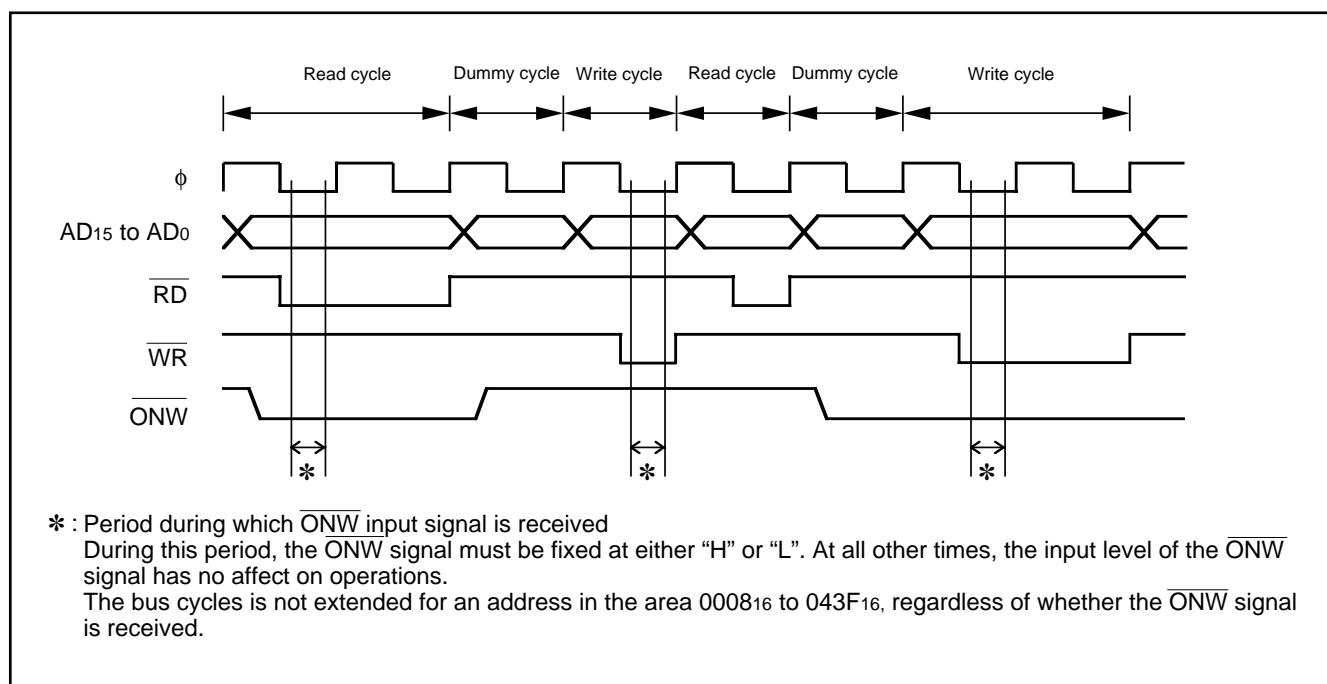 Read cycle Dummy cycle Write cycle Read cycle Dummy cycle Write cycle
ϕ
AD15 to AD0
RD
WR
ONW
✻ ✻ ✻
✻ : Period during which ONW input signal is received
During this period, the ONW signal must be fixed at either “H” or “L”. At all other times, the input level of the ONW
signal has no affect on operations.
The bus cycles is not extended for an address in the area 000816 to 043F16, regardless of whether the ONW signal
is received.